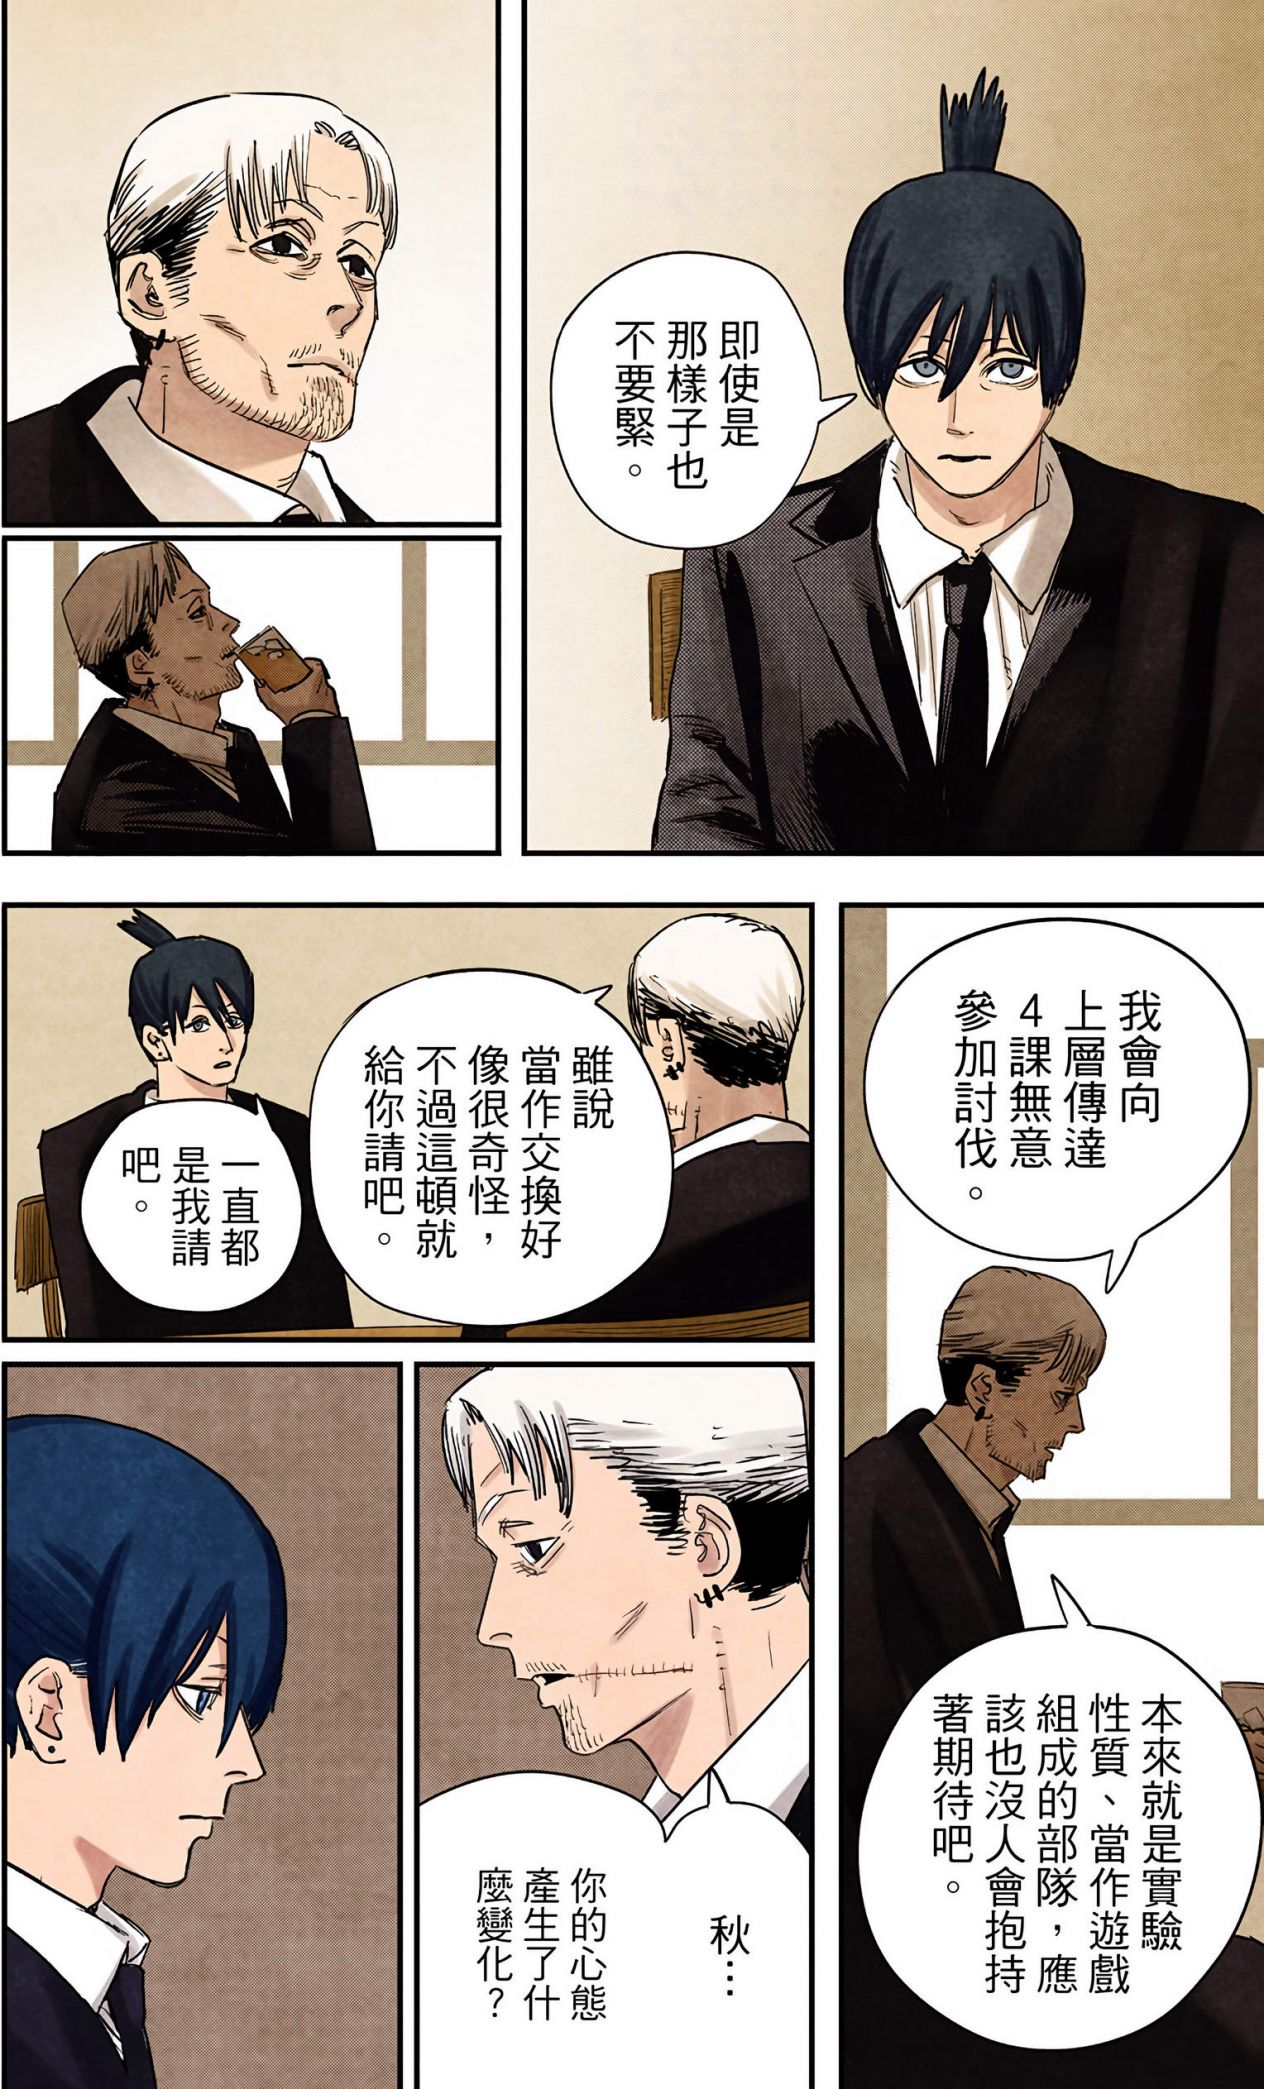 即使是
那樣子也
不要緊。
我會向
上層傳達
4課無意
參加討伐。
本來就是實驗
性質、當作遊戲
組成的部隊，應
該也沒人會抱持
著期待吧。
雖說
當作交換好
像很奇怪，
不過這頓就
給你請吧。
一直都
是我請
吧。
秋…
你的心態
產生了什
麼變化？